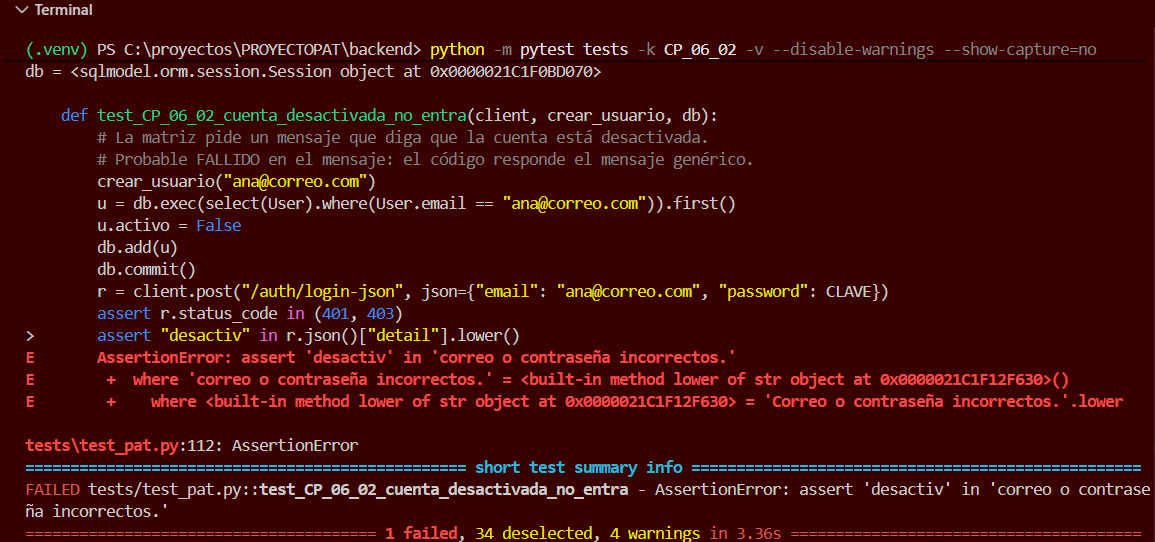 Terminal
(.venv) PS C:\proyectos\PROYECTOPAT\backend> python -m pytest tests -k CP_06_02 -v --disable-warnings --show-capture=no
db = <sqlmodel.orm.session.Session object at 0x0000021C1F0BD070>
def test_CP_06_02_cuenta_desactivada_no_entra(client, crear_usuario, db):
# La matriz pide un mensaje que diga que la cuenta está desactivada.
# Probable FALLIDO en el mensaje: el código responde el mensaje genérico.
crear_usuario("ana@correo.com")
u = db.exec(select(User).where(User.email == "ana@correo.com")).first()
u.activo = False
db.add(u)
db.commit()
r = client.post("/auth/login-json", json={"email": "ana@correo.com", "password": CLAVE})
assert r.status_code in (401, 403)
> assert "desactiv" in r.json()["detail"].lower()
E AssertionError: assert 'desactiv' in 'correo o contraseña incorrectos.'
E + where 'correo o contraseña incorrectos.' = <built-in method lower of str object at 0x0000021C1F12F630>()
E + where <built-in method lower of str object at 0x0000021C1F12F630> = 'Correo o contraseña incorrectos.'.lower
tests\test_pat.py:112: AssertionError
================================================= short test summary info ==================================================
FAILED tests/test_pat.py::test_CP_06_02_cuenta_desactivada_no_entra - AssertionError: assert 'desactiv' in 'correo o contrase
ña incorrectos.'
======================================= 1 failed, 34 deselected, 4 warnings in 3.36s =======================================